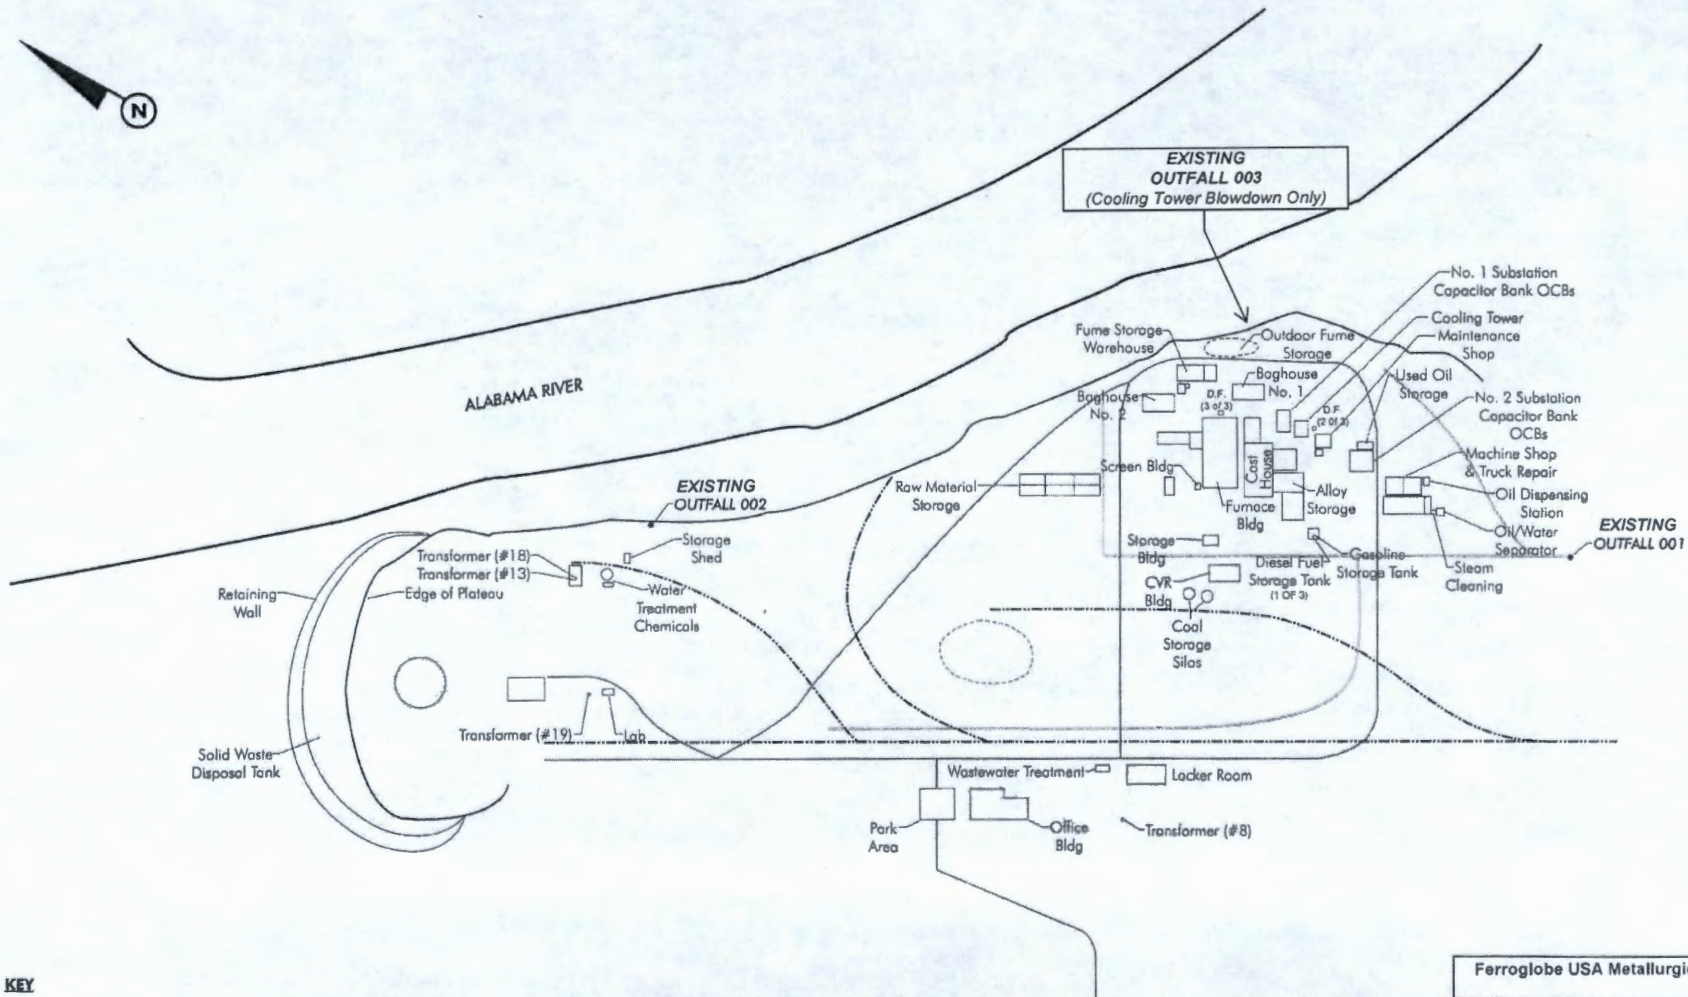 N
EXISTING
OUTFALL 003
(Cooling Tower Blowdown Only)
ALABAMA RIVER
No. 1 Substation
Capacitor Bank OCBs
Cooling Tower
Maintenance
Shop
Fume Storage
Warehouse
Outdoor Fume
Storage
Used Oil
Storage
Baghouse
No. 1
Baghouse
No. 2
D.F.
(3 of 3)
D.F.
(2 of 3)
No. 2 Substation
Capacitor Bank
OCBs
Machine Shop
& Truck Repair
Cast
House
Screen Bldg
Raw Material
Storage
Furnace
Bldg
Alloy
Storage
Oil Dispensing
Station
Oil/Water
Separator
EXISTING
OUTFALL 001
EXISTING
OUTFALL 002
Storage
Shed
Transformer (#18)
Transformer (#13)
Edge of Plateau
Retaining
Wall
Water
Treatment
Chemicals
Storage
Bldg
CVR
Bldg
Diesel Fuel
Storage Tank
(1 OF 3)
Gasoline
Storage Tank
Steam
Cleaning
Coal
Storage
Silos
Transformer (#19)
Lab
Solid Waste
Disposal Tank
Wastewater Treatment
Locker Room
Park
Area
Office
Bldg
Transformer (#8)
KEY
Ferroglobe USA Metallurgi